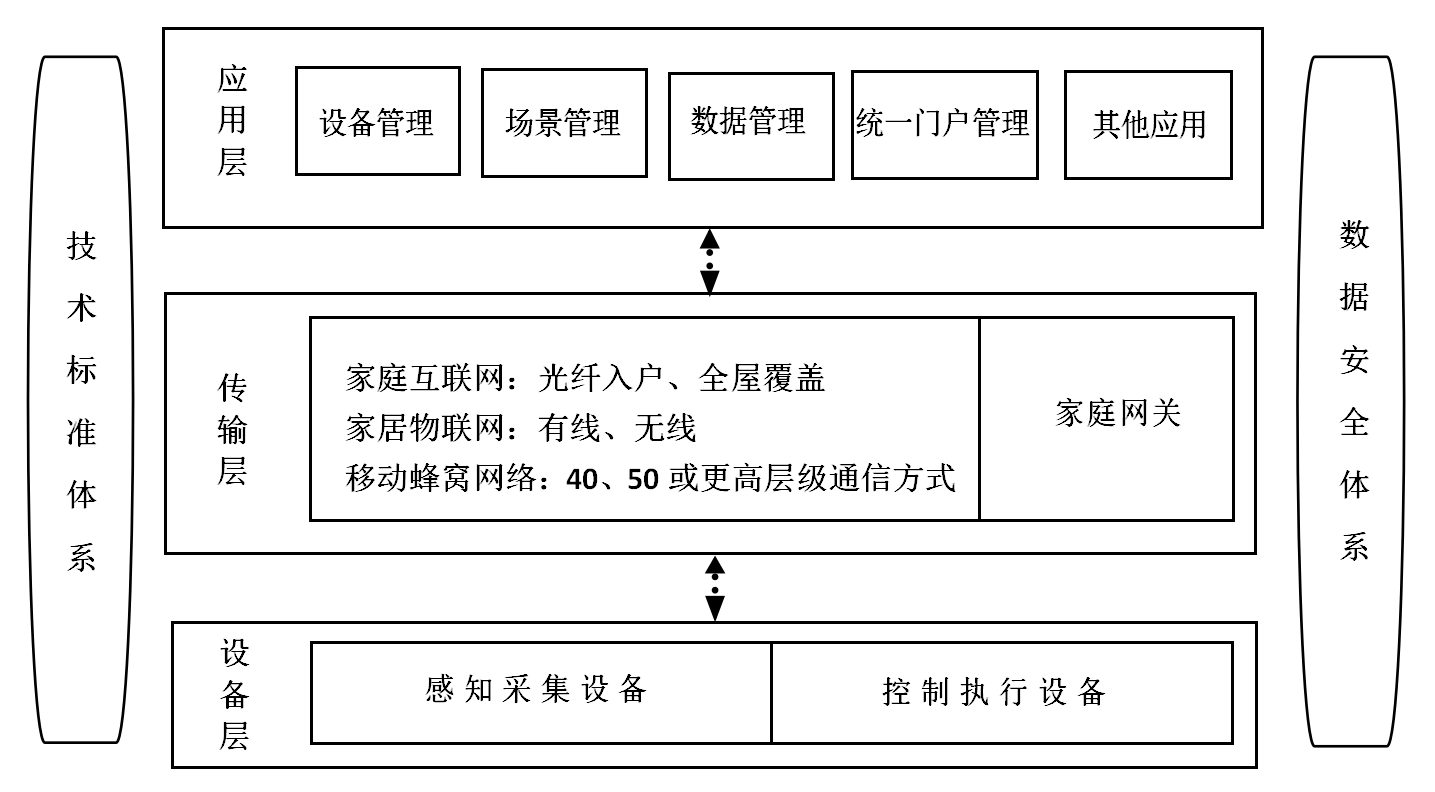 技术标准体系
应用层
设备管理
场景管理
数据管理
统一门户管理
其他应用
传输层
家庭互联网：光纤入户、全屋覆盖
家居物联网：有线、无线
移动蜂窝网络：40、50 或更高层级通信方式
家庭网关
设备层
感知采集设备
控制执行设备
数据安全体系